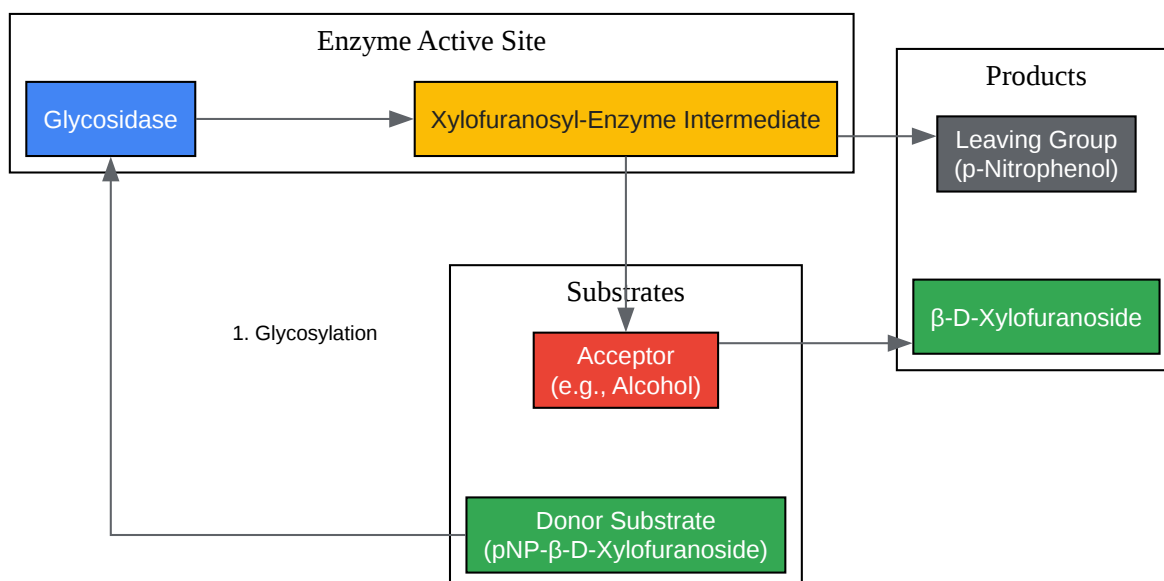 Enzyme Active Site
Products
Glycosidase
Xylofuranosyl-Enzyme Intermediate
Leaving Group
(p-Nitrophenol)
Substrates
β-D-Xylofuranoside
1. Glycosylation
Acceptor
(e.g., Alcohol)
Donor Substrate
(pNP-β-D-Xylofuranoside)